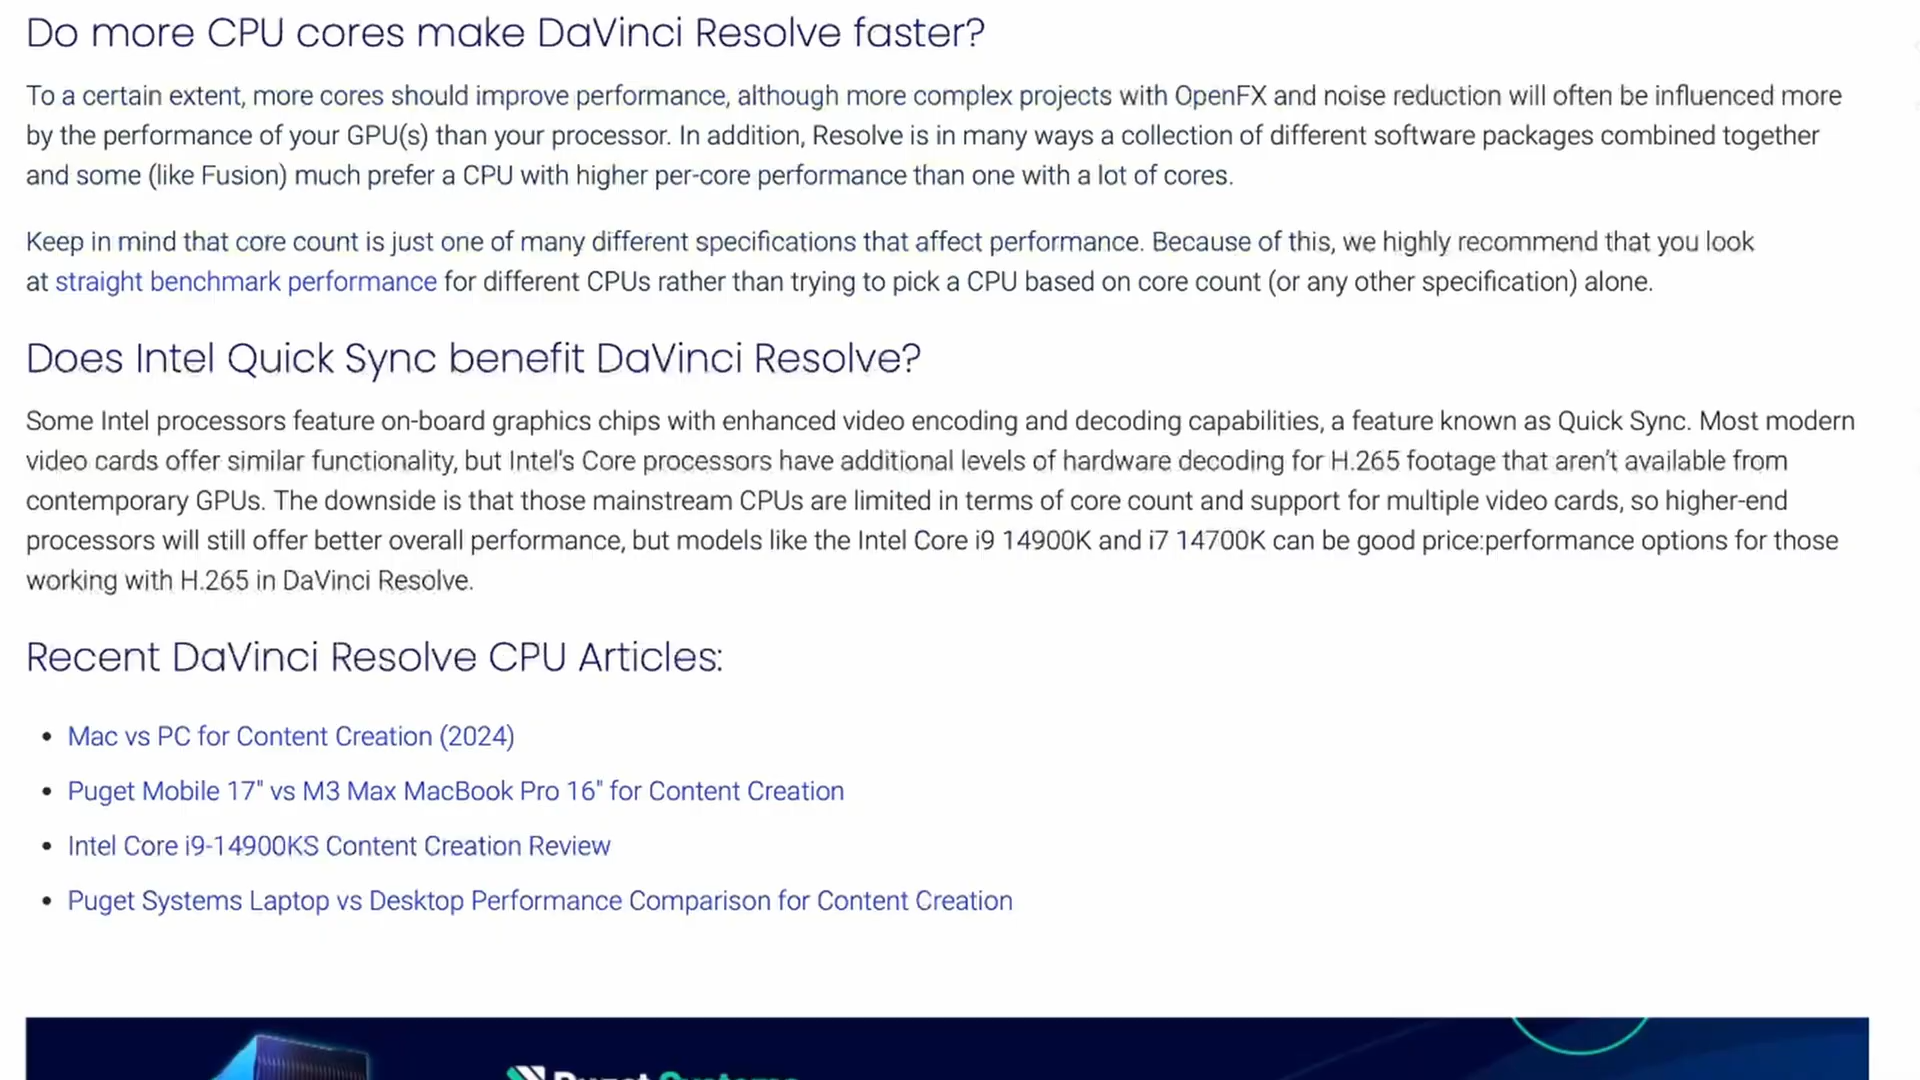 Do more CPU cores make DaVinci Resolve faster?
To a certain extent, more cores should improve performance, although more complex projects with OpenFX and noise reduction will often be influenced more
by the performance of your GPU(s) than your processor. In addition, Resolve is in many ways a collection of different software packages combined together
and some (like Fusion) much prefer a CPU with higher per-core performance than one with a lot of cores.
Keep in mind that core count is just one of many different specifications that affect performance. Because of this, we highly recommend that you look
at straight benchmark performance for different CPUs rather than trying to pick a CPU based on core count (or any other specification) alone.
Does Intel Quick Sync benefit DaVinci Resolve?
Some Intel processors feature on-board graphics chips with enhanced video encoding and decoding capabilities, a feature known as Quick Sync. Most modern
video cards offer similar functionality, but Intel's Core processors have additional levels of hardware decoding for H.265 footage that aren't available from
contemporary GPUs. The downside is that those mainstream CPUs are limited in terms of core count and support for multiple video cards, so higher-end
processors will still offer better overall performance, but models like the Intel Core i9 14900K and i7 14700K can be good price:performance options for those
working with H.265 in DaVinci Resolve.
Recent DaVinci Resolve CPU Articles:
• Mac vs PC for Content Creation (2024)
• Puget Mobile 17" vs M3 Max MacBook Pro 16" for Content Creation
• Intel Core i9-14900KS Content Creation Review
• Puget Systems Laptop vs Desktop Performance Comparison for Content Creation
Puget Systems